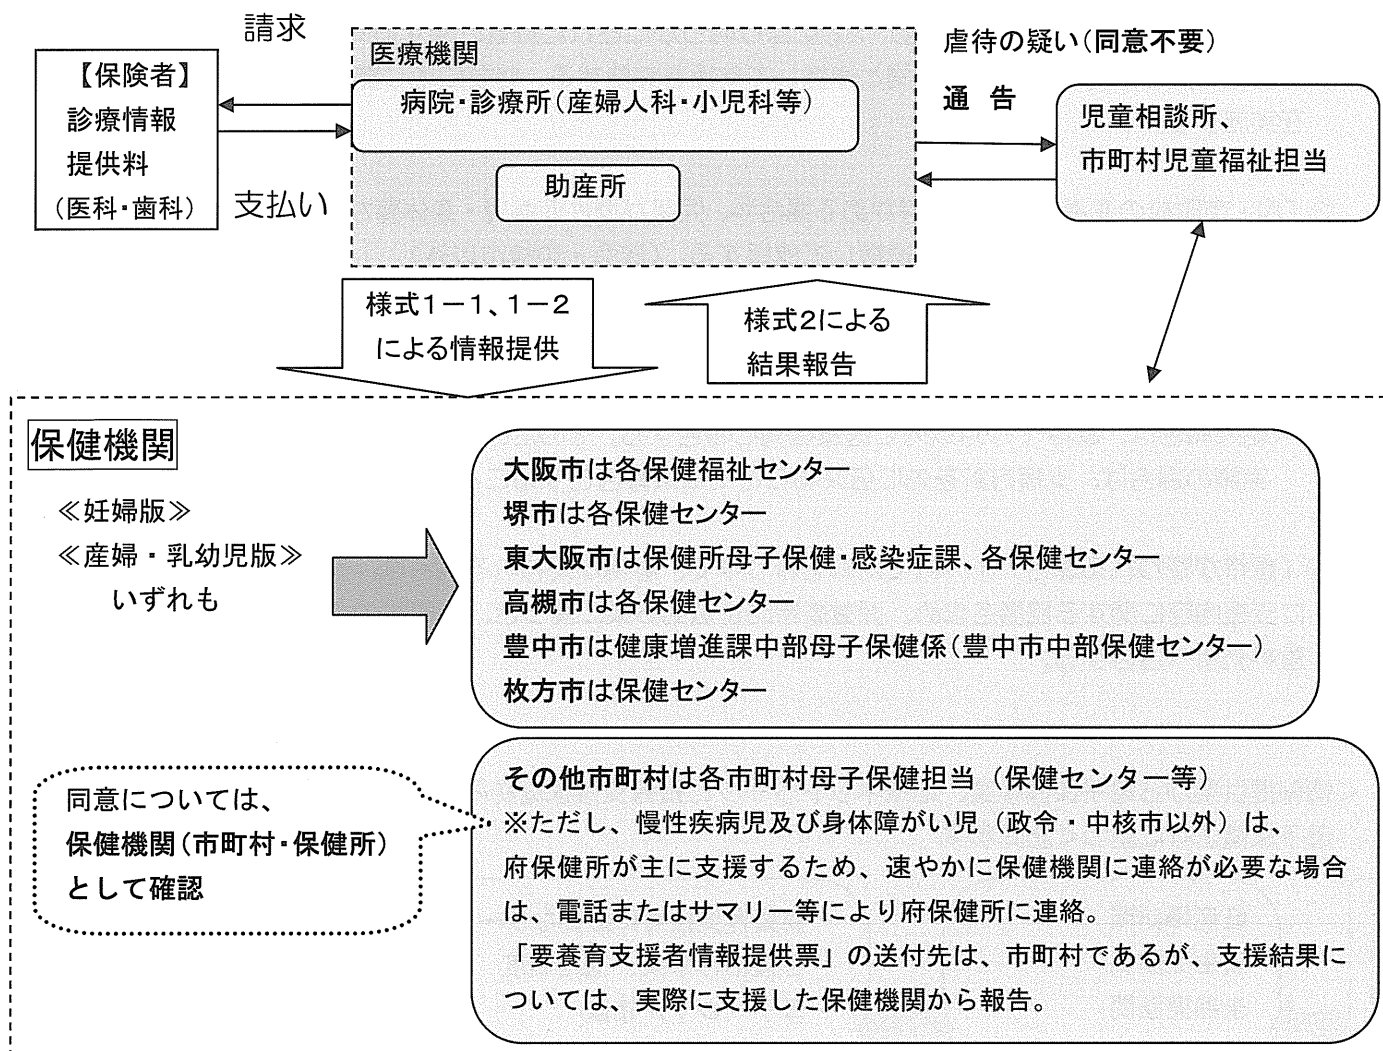 請求
【保険者】
診療情報
提供料
(医科・歯科)
支払い
医療機関
病院・診療所(産婦人科・小児科等)
助産所
虐待の疑い(同意不要)
通 告
児童相談所、
市町村児童福祉担当
様式1-1、1-2
による情報提供
様式2による
結果報告
保健機関
≪妊婦版≫
≪産婦・乳幼児版≫
いずれも
大阪市は各保健福祉センター
堺市は各保健センター
東大阪市は保健所母子保健・感染症課、各保健センター
高槻市は各保健センター
豊中市は健康増進課中部母子保健係(豊中市中部保健センター)
枚方市は保健センター
同意については、
保健機関(市町村・保健所)
として確認
その他市町村は各市町村母子保健担当(保健センター等)
※ただし、慢性疾病児及び身体障がい児(政令・中核市以外)は、
府保健所が主に支援するため、速やかに保健機関に連絡が必要な場合
は、電話またはサマリー等により府保健所に連絡。
「要養育支援者情報提供票」の送付先は、市町村であるが、支援結果に
ついては、実際に支援した保健機関から報告。